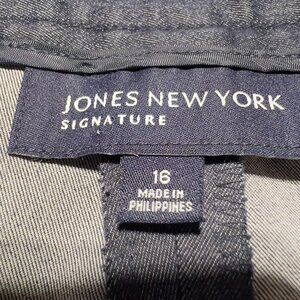 JONES NEW YORK
SIGNATURE
16
MADE IN
PHILIPPINES